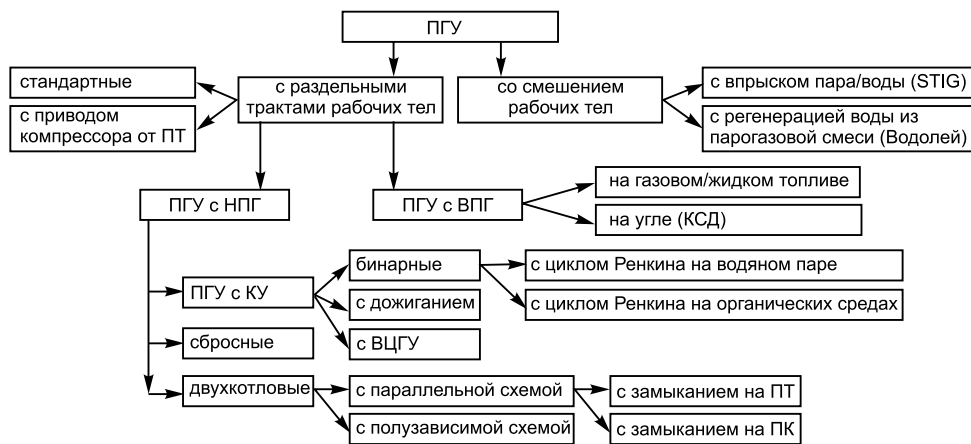 ПГУ
стандартные
с приводом
компрессора от ПТ
с раздельными
трактами рабочих тел
со смешением
рабочих тел
с впрыском пара/воды (STIG)
с регенерацией воды из
парогазовой смеси (Водолей)
ПГУ с НПГ
ПГУ с ВПГ
на газовом/жидком топливе
на угле (КСД)
ПГУ с КУ
бинарные
с циклом Ренкина на водяном паре
с дожиганием
с циклом Ренкина на органических средах
сбросные
с ВЦГУ
двухкотловые
с параллельной схемой
с замыканием на ПТ
с полузависимой схемой
с замыканием на ПК